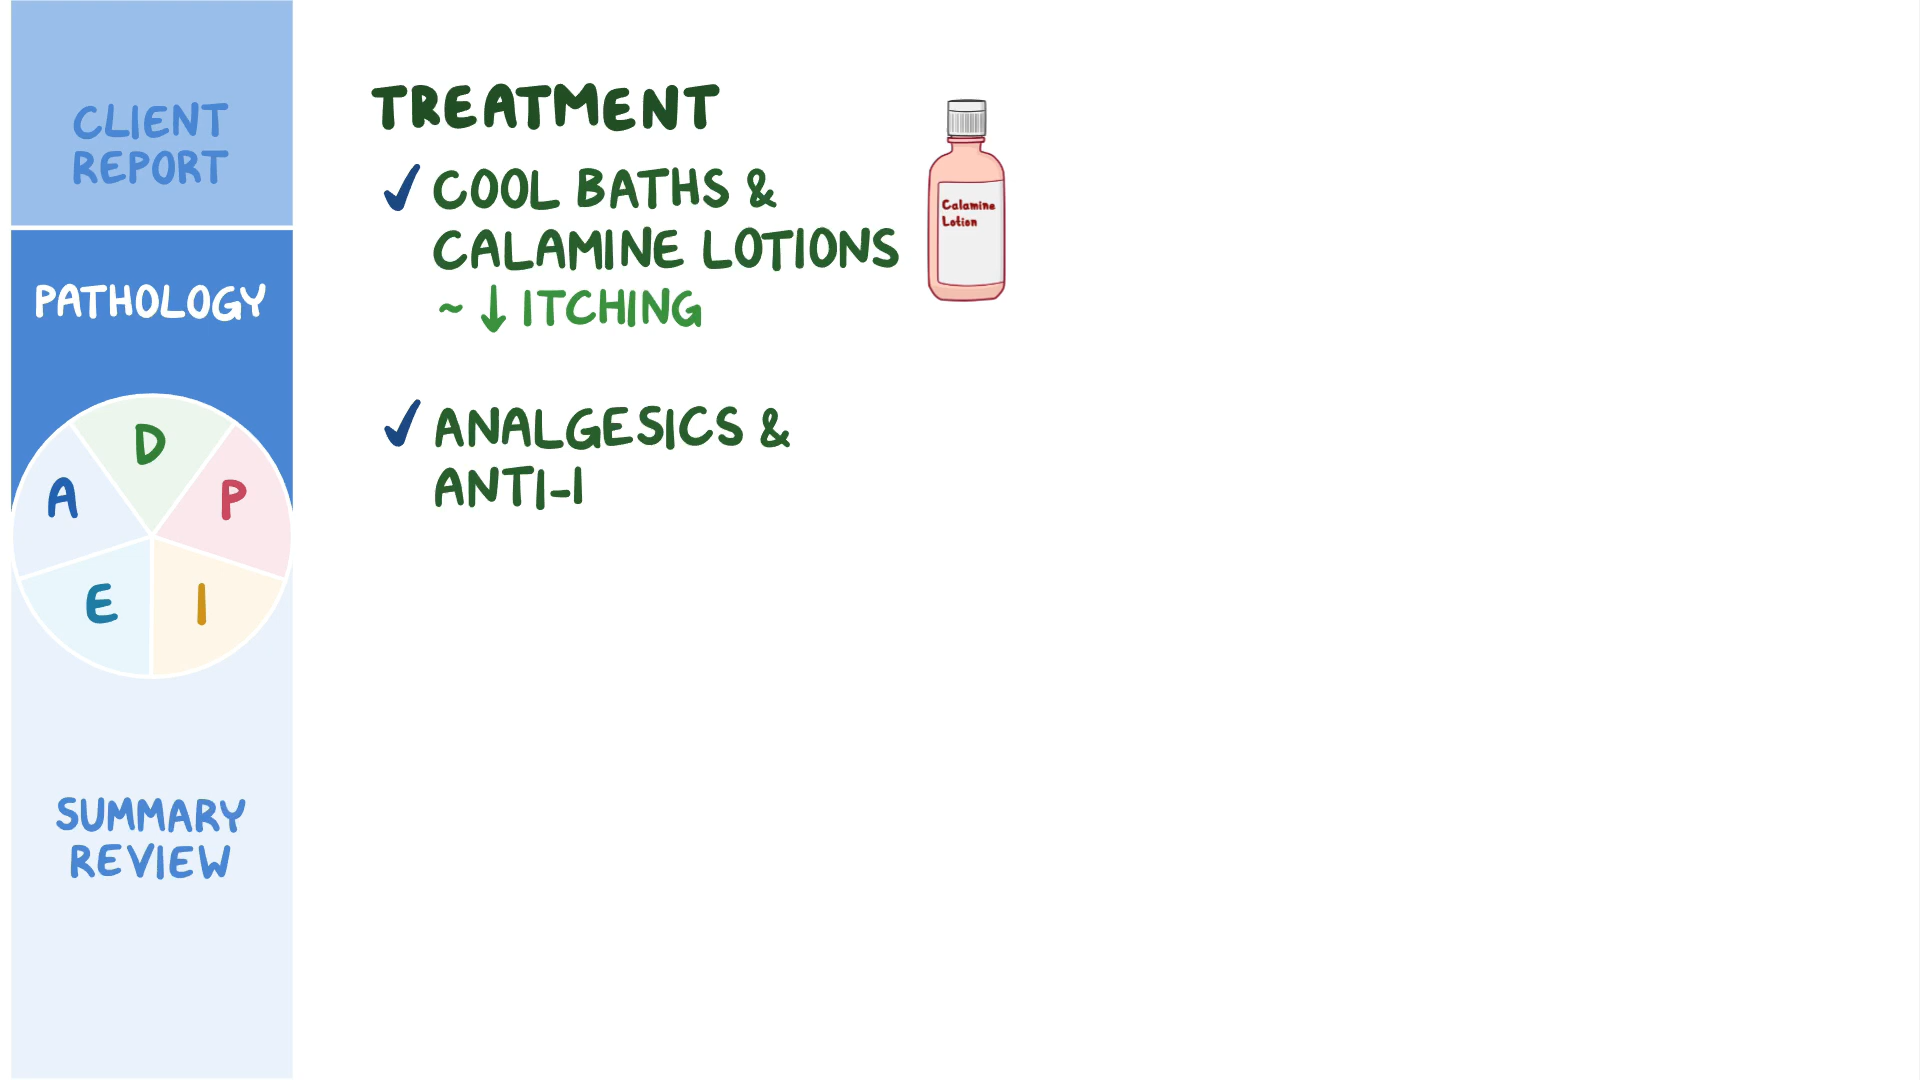 CLIENT
REPORT
PATHOLOGY
D
A
P
E
I
SUMMARY
REVIEW
TREATMENT
✓ COOL BATHS &
CALAMINE LOTIONS
~ ↓ ITCHING
✓ ANALGESICS &
ANTI-I
Calamine
Lotion